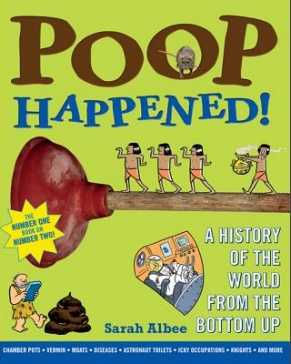 POOP
HAPPENED!
THE
NUMBER ONE
BOOK ON
NUMBER TWO!
A HISTORY
OF THE
WORLD
FROM THE
BOTTOM UP
Sarah Albee
CHAMBER POTS • VERMIN • MOATS • DISEASES • ASTRONAUT TOILETS • ICKY OCCUPATIONS • KNIGHTS • AND MORE